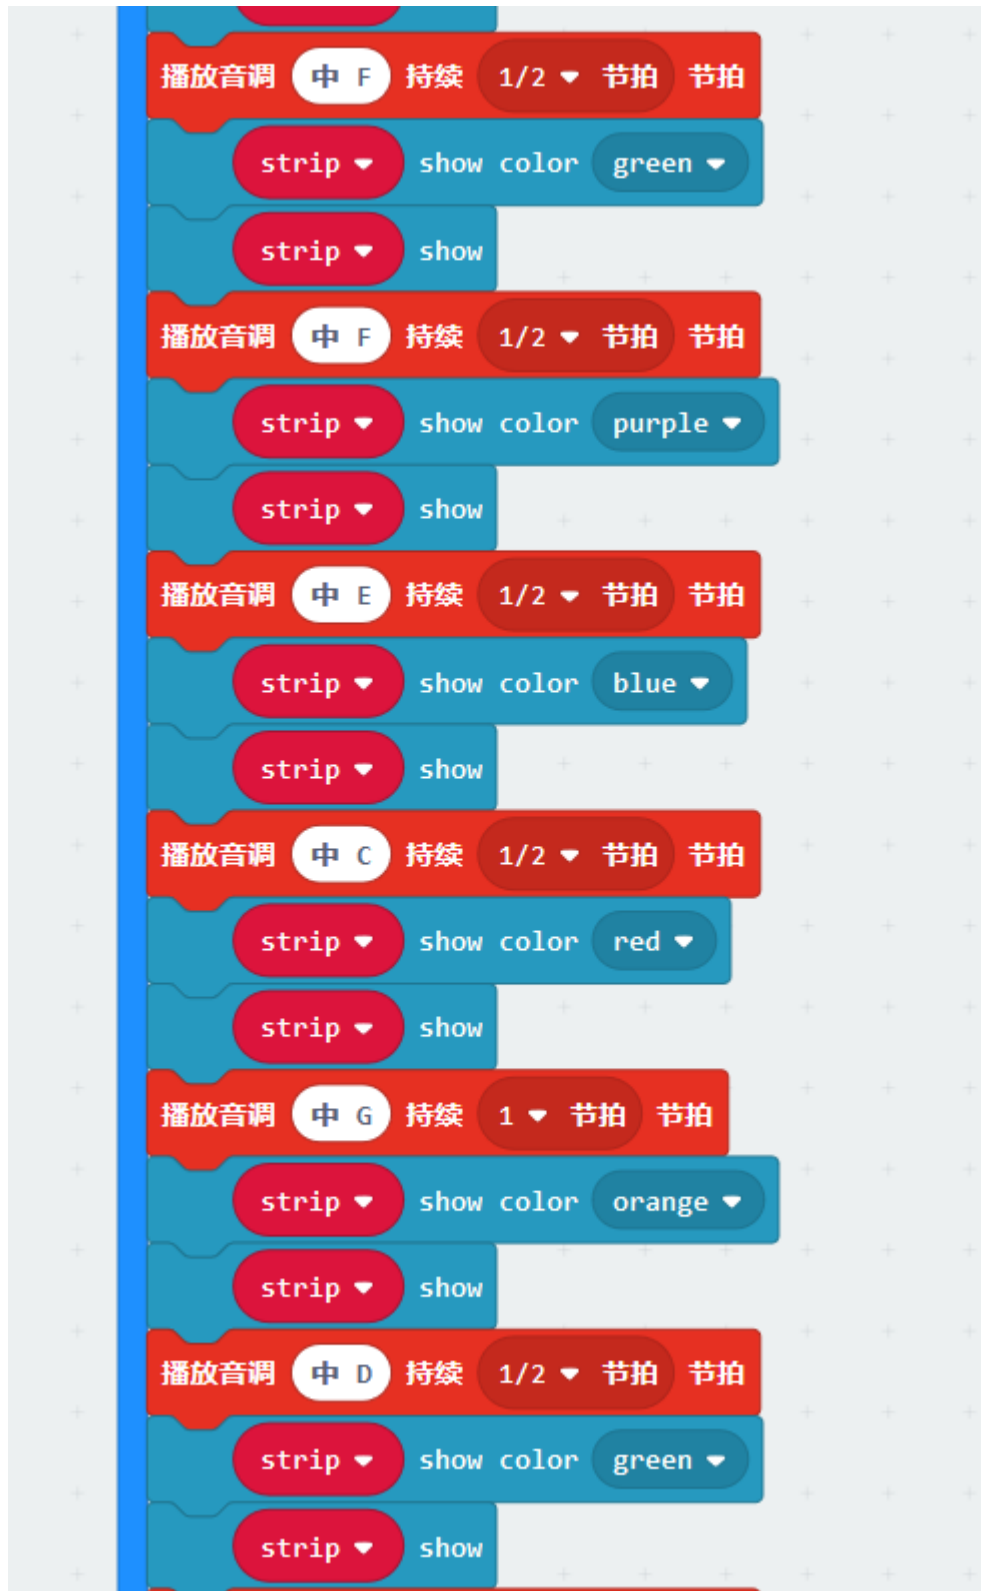 播放音调 中 F 持续 1/2 节拍 节拍
strip show color green
strip show
播放音调 中 F 持续 1/2 节拍 节拍
strip show color purple
strip show
播放音调 中 E 持续 1/2 节拍 节拍
strip show color blue
strip show
播放音调 中 C 持续 1/2 节拍 节拍
strip show color red
strip show
播放音调 中 G 持续 1 节拍 节拍
strip show color orange
strip show
播放音调 中 D 持续 1/2 节拍 节拍
strip show color green
strip show